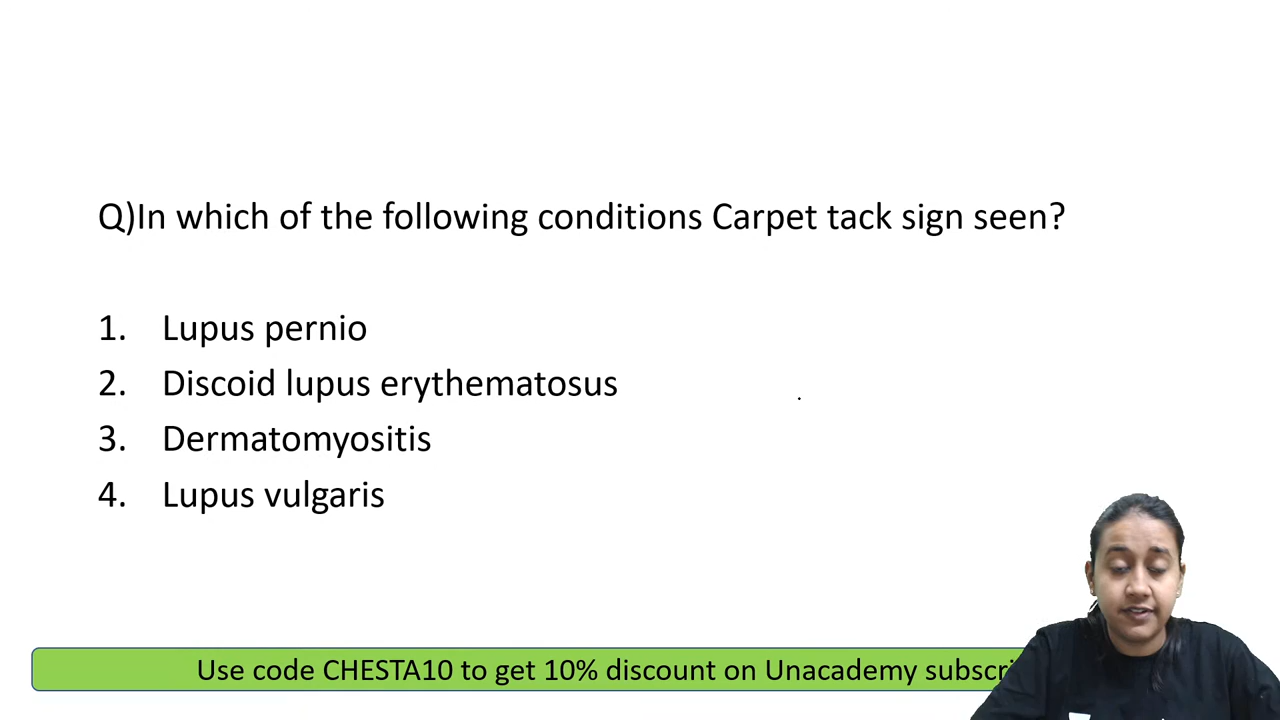 Q)In which of the following conditions Carpet tack sign seen?
1. Lupus pernio
2. Discoid lupus erythematosus
3. Dermatomyositis
4. Lupus vulgaris
Use code CHESTA10 to get 10% discount on Unacademy subscri